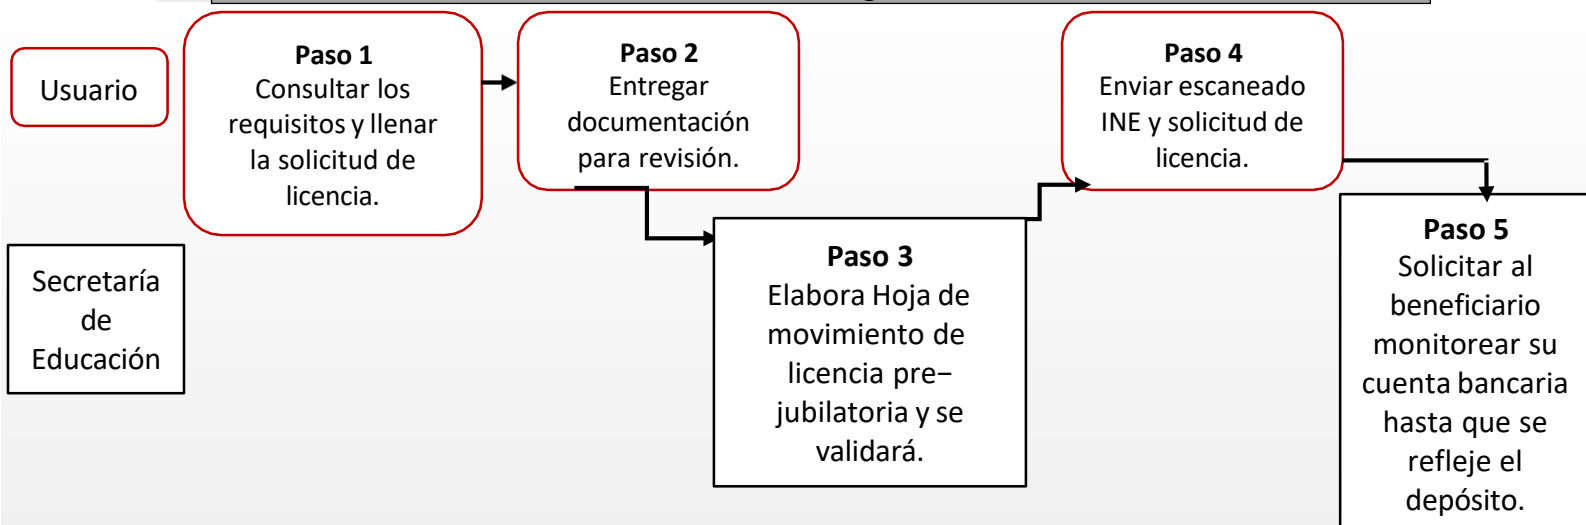 Usuario
Paso 1
Consultar los
requisitos y llenar
la solicitud de
licencia.
Paso 2
Entregar
documentación
para revisión.
Paso 4
Enviar escaneado
INE y solicitud de
licencia.
Secretaría
de
Educación
Paso 3
Elabora Hoja de
movimiento de
licencia pre−
jubilatoria y se
validará.
Paso 5
Solicitar al
beneficiario
monitorear su
cuenta bancaria
hasta que se
refleje el
depósito.